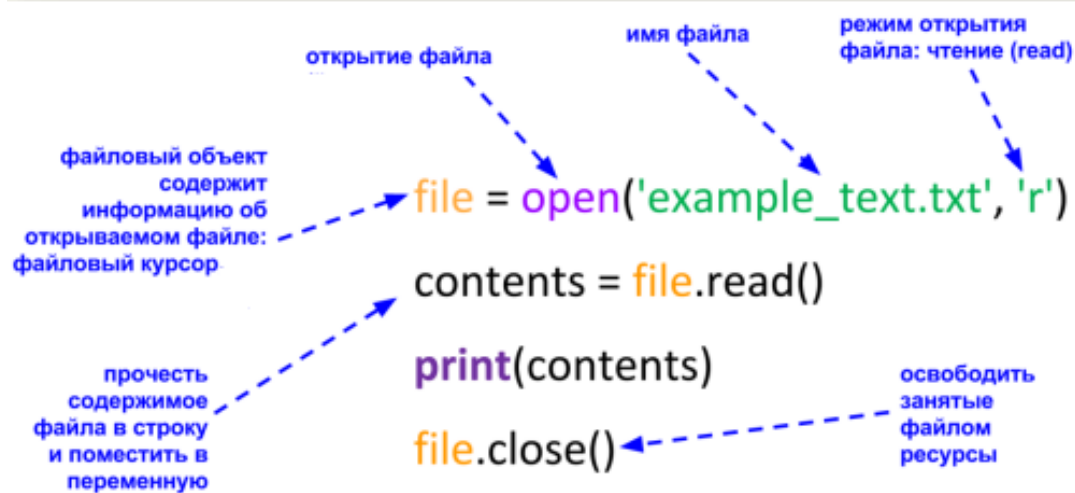 открытие файла
имя файла
режим открытия
файла: чтение (read)
файловый объект
содержит
информацию об
открываемом файле:
файловый курсор
file = open('example_text.txt', 'r')
contents = file.read()
print(contents)
file.close()
прочесть
содержимое
файла в строку
и поместить в
переменную
освободить
занятые
файлом
ресурсы